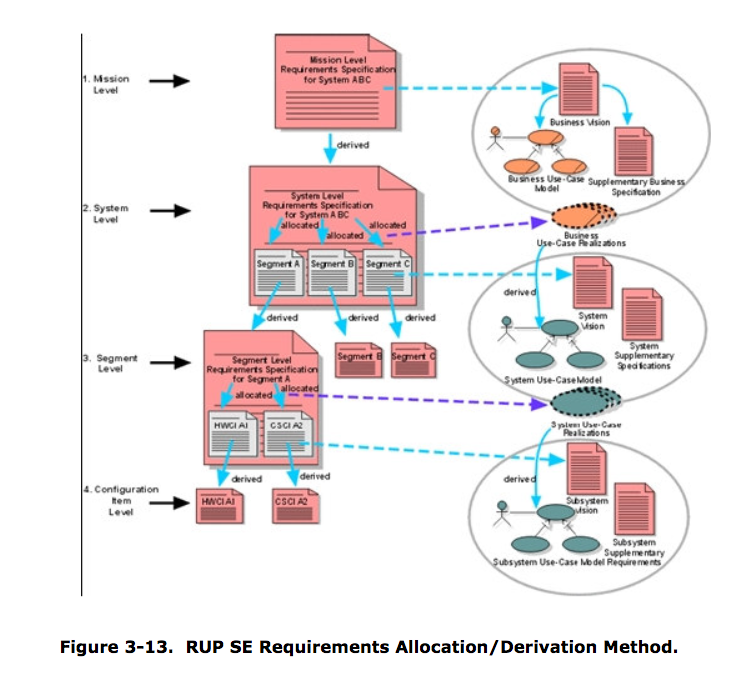 1. Mission
Level
Mission Level
Requirements Specification
for System ABC
Business Vision
Business Use-Case
Model
Supplementary Business
Specification
derived
2. System
Level
System Level
Requirements Specification
for System ABC
allocated
allocated
allocated
Segment A
Segment B
Segment C
Business
Use-Case Realizations
derived
System
Vision
System
Supplementary
Specifications
System Use-Case Model
derived
derived
derived
3. Segment
Level
Segment Level
Requirements Specification
for Segment A
allocated
allocated
Segment B
Segment C
HWCI A1
CSCI A2
System Use-Case
Realizations
derived
Subsystem
Vision
Subsystem
Supplementary
Requirements
Subsystem Use-Case Model
derived
derived
4. Configuration
Item
Level
HWCI A1
CSCI A2
Figure 3-13. RUP SE Requirements Allocation/Derivation Method.